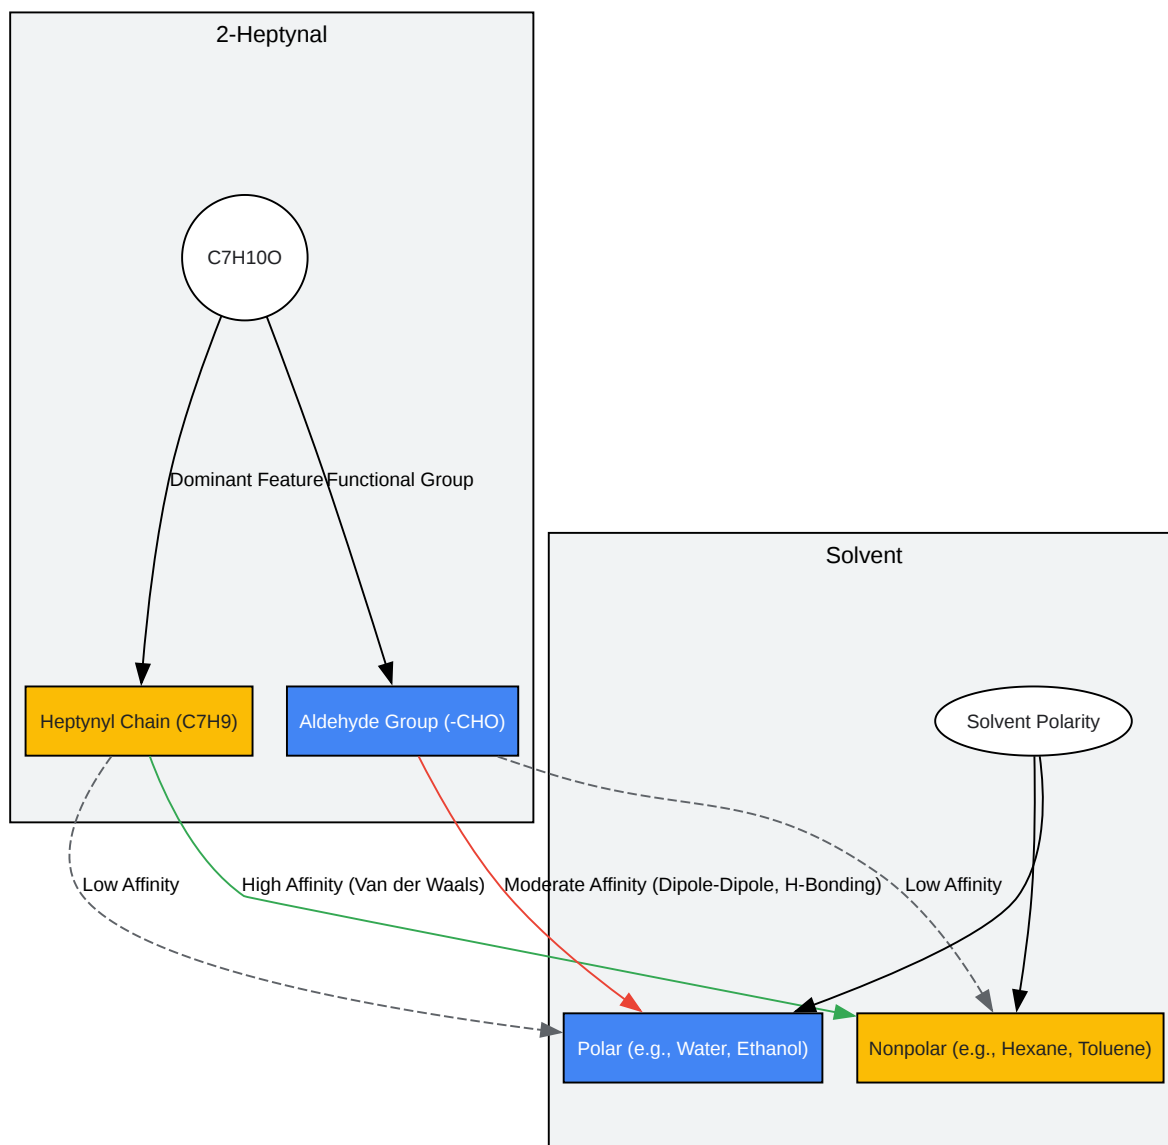 2-Heptynal
C7H10O
Dominant Feature
Functional Group
Solvent
Heptynyl Chain (C7H9)
Aldehyde Group (-CHO)
Solvent Polarity
Low Affinity
High Affinity (Van der Waals)
Moderate Affinity (Dipole-Dipole, H-Bonding)
Low Affinity
Polar (e.g., Water, Ethanol)
Nonpolar (e.g., Hexane, Toluene)